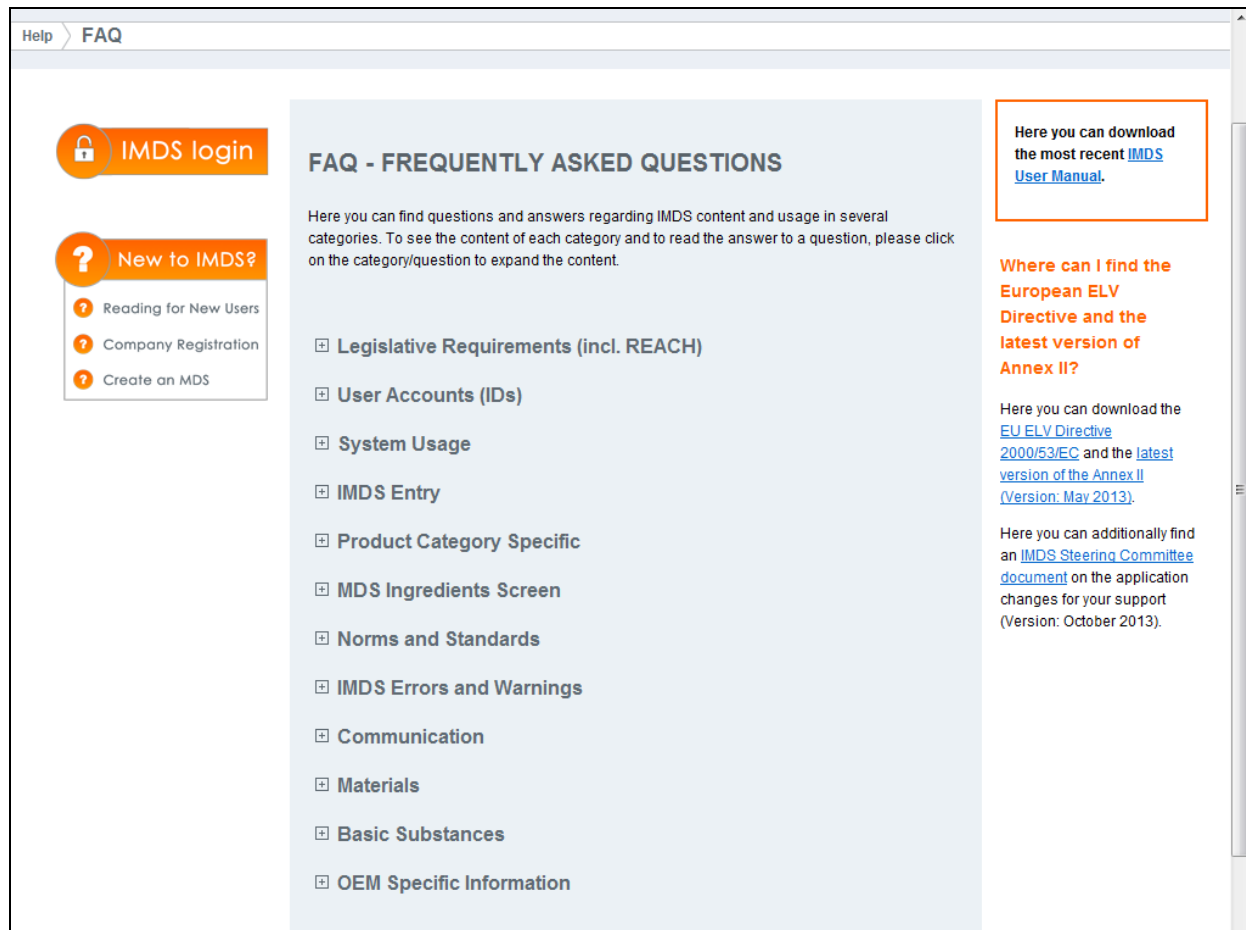 Help FAQ
IMDS login
New to IMDS?
Reading for New Users
Company Registration
Create an MDS
FAQ - FREQUENTLY ASKED QUESTIONS
Here you can find questions and answers regarding IMDS content and usage in several
categories. To see the content of each category and to read the answer to a question, please click
on the category/question to expand the content.
Legislative Requirements (incl. REACH)
User Accounts (IDs)
System Usage
IMDS Entry
Product Category Specific
MDS Ingredients Screen
Norms and Standards
IMDS Errors and Warnings
Communication
Materials
Basic Substances
OEM Specific Information
Here you can download
the most recent IMDS
User Manual.
Where can I find the
European ELV
Directive and the
latest version of
Annex II?
Here you can download the
EU ELV Directive
2000/53/EC and the latest
version of the Annex II
(Version: May 2013).
Here you can additionally find
an IMDS Steering Committee
document on the application
changes for your support
(Version: October 2013).